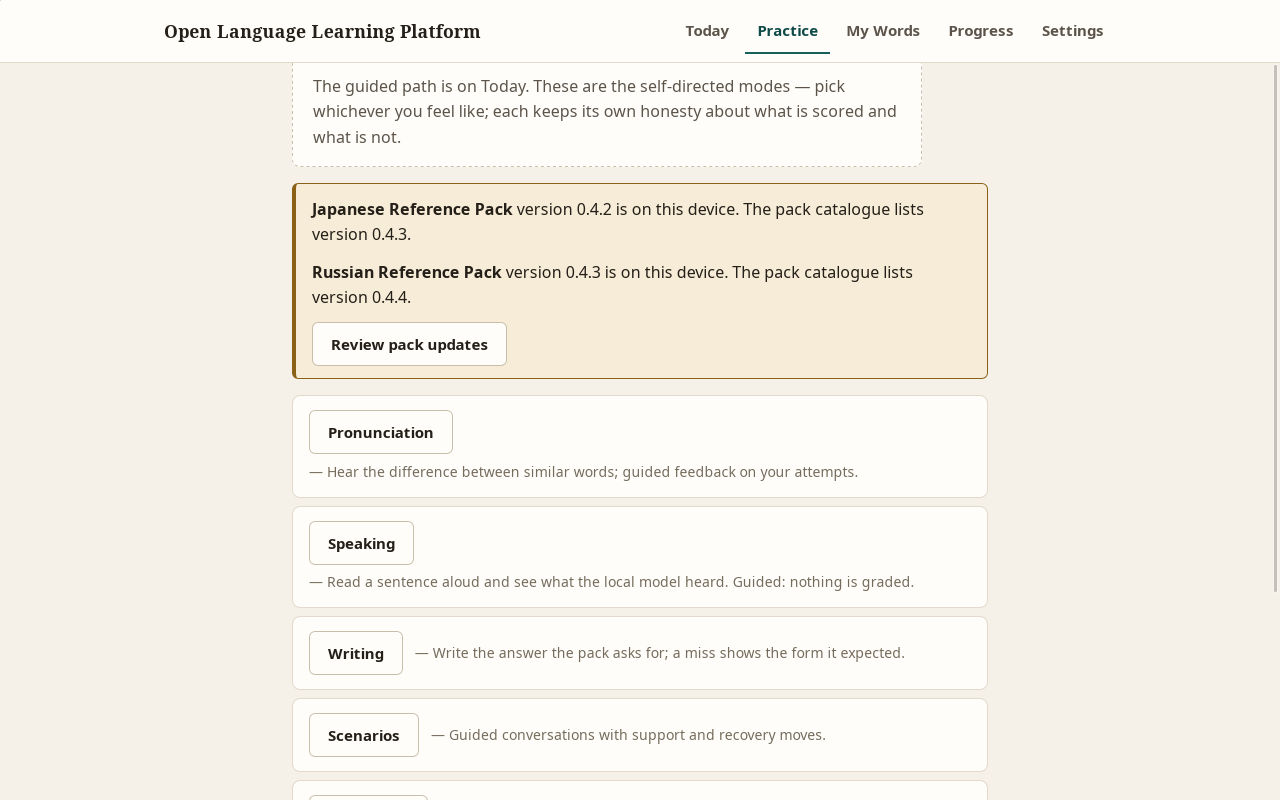 Open Language Learning Platform
Today
Practice
My Words
Progress
Settings
The guided path is on Today. These are the self-directed modes — pick
whichever you feel like; each keeps its own honesty about what is scored and
what is not.
Japanese Reference Pack version 0.4.2 is on this device. The pack catalogue lists
version 0.4.3.
Russian Reference Pack version 0.4.3 is on this device. The pack catalogue lists
version 0.4.4.
Review pack updates
Pronunciation
— Hear the difference between similar words; guided feedback on your attempts.
Speaking
— Read a sentence aloud and see what the local model heard. Guided: nothing is graded.
Writing
— Write the answer the pack asks for; a miss shows the form it expected.
Scenarios
— Guided conversations with support and recovery moves.